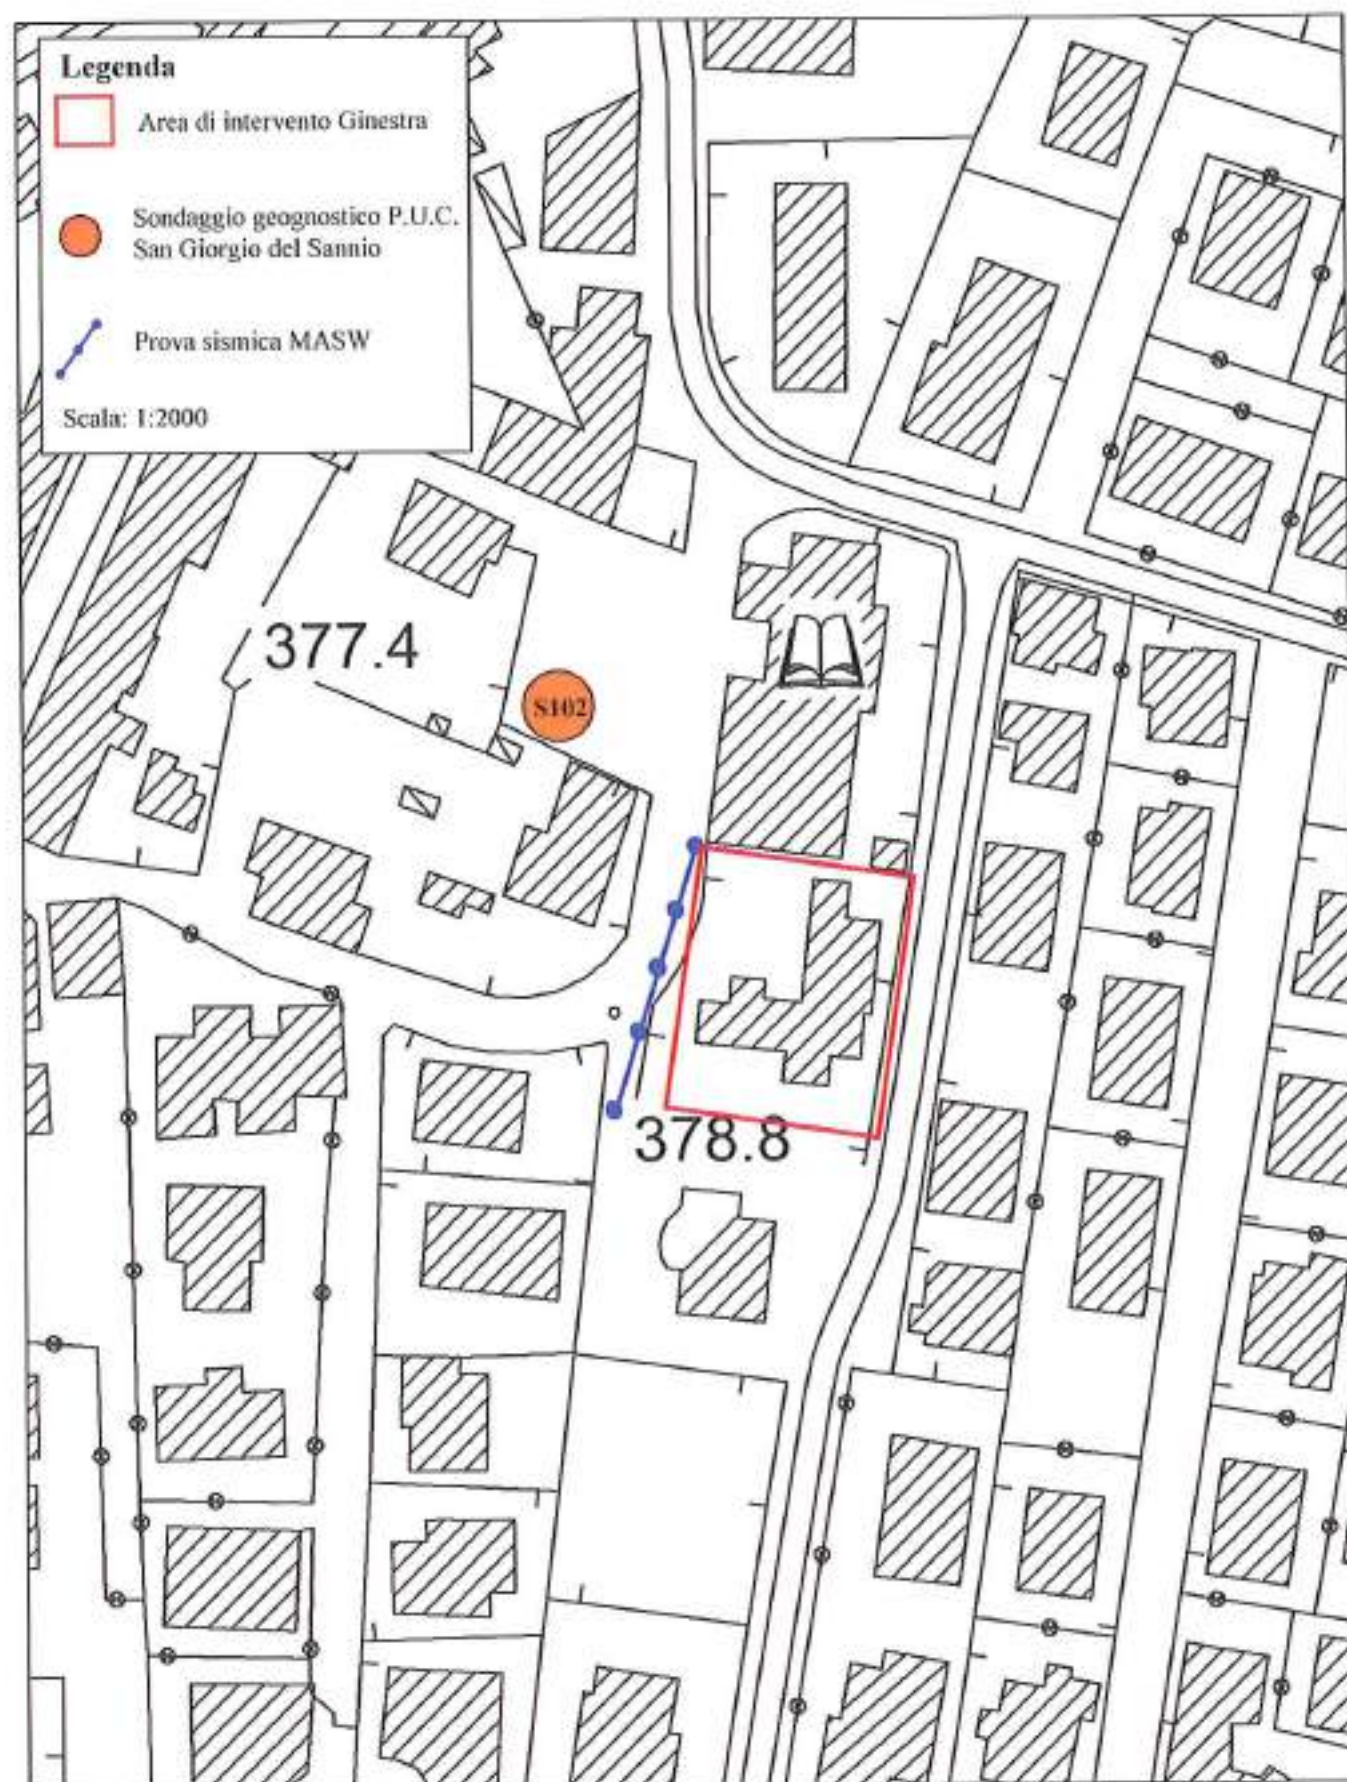 Legenda
Area di intervento Ginestra
Sondaggio geognostico P.U.C.
San Giorgio del Sannio
Prova sismica MASW
Scala: 1:2000
377.4
S102
378.8